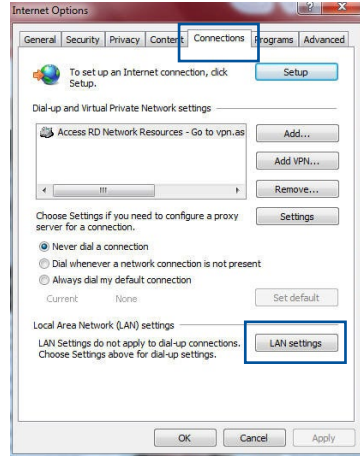 Internet Options
General Security Privacy Content Connections Programs Advanced
To set up an Internet connection, click
Setup.
Setup
Dial-up and Virtual Private Network settings
Access RD Network Resources - Go to vpn.as
Add...
Add VPN...
Remove...
Choose Settings if you need to configure a proxy
server for a connection.
Settings
Never dial a connection
Dial whenever a network connection is not present
Always dial my default connection
Current None
Set default
Local Area Network (LAN) settings
LAN Settings do not apply to dial-up connections.
Choose Settings above for dial-up settings.
LAN settings
OK Cancel Apply